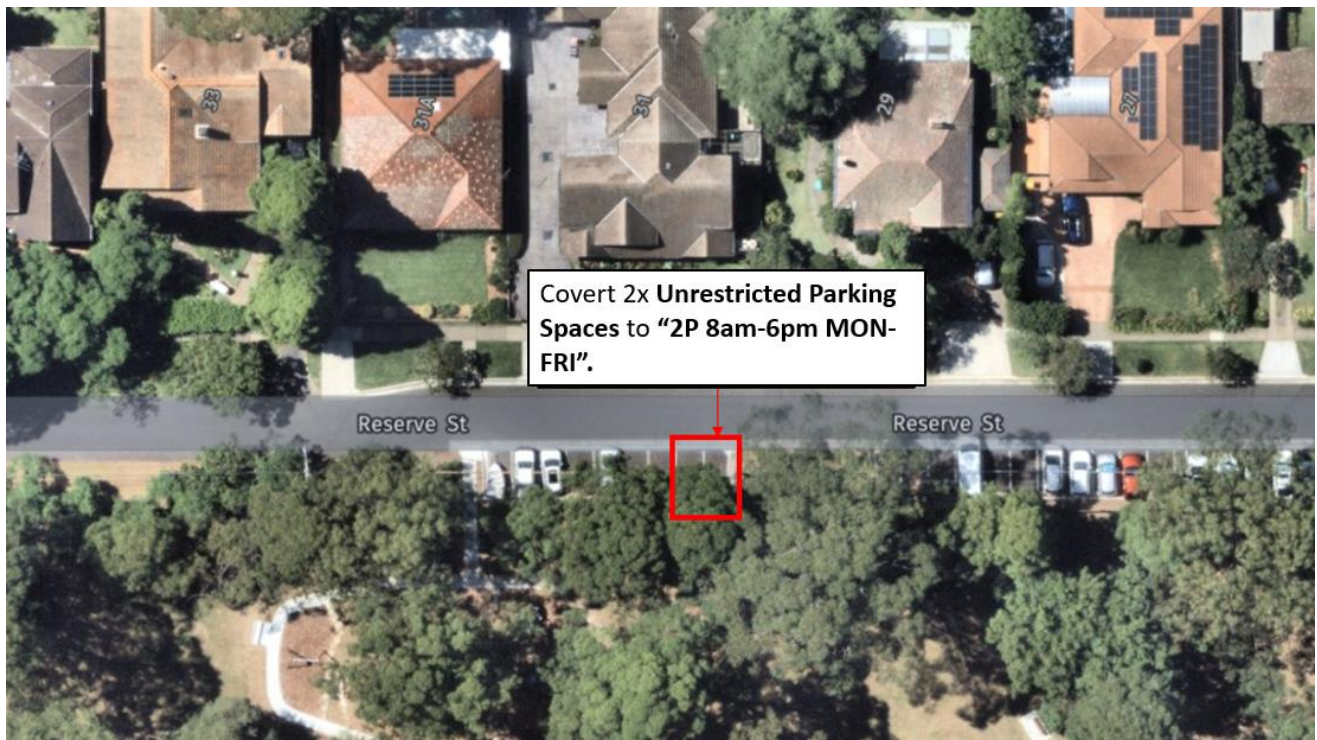 33
31A
31
29
27
Covert 2x Unrestricted Parking
Spaces to “2P 8am-6pm MON-
FRI”.
Reserve St
Reserve St